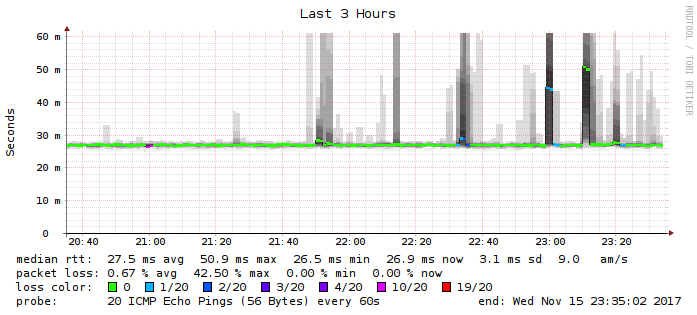 Last 3 Hours
RRDTOOL / TOBI OETIKER
Seconds
60 m
50 m
40 m
30 m
20 m
10 m
0
20:40 21:00 21:20 21:40 22:00 22:20 22:40 23:00 23:20
median rtt: 27.5 ms avg 50.9 ms max 26.5 ms min 26.9 ms now 3.1 ms sd 9.0 am/s
packet loss: 0.67 % avg 42.50 % max 0.00 % min 0.00 % now
loss color: 0 1/20 2/20 3/20 4/20 10/20 19/20
probe: 20 ICMP Echo Pings (56 Bytes) every 60s end: Wed Nov 15 23:35:02 2017